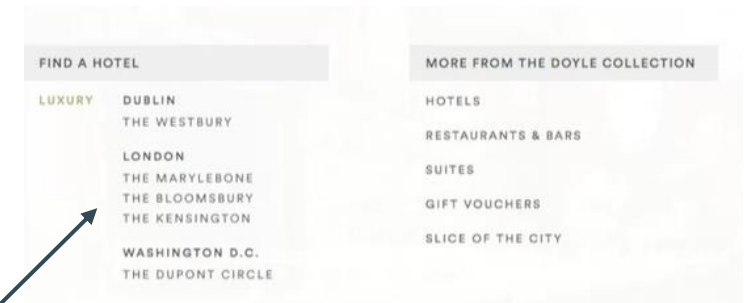 FIND A HOTEL
LUXURY DUBLIN
THE WESTBURY
LONDON
THE MARYLEBONE
THE BLOOMSBURY
THE KENSINGTON
WASHINGTON D.C.
THE DUPONT CIRCLE
MORE FROM THE DOYLE COLLECTION
HOTELS
RESTAURANTS & BARS
SUITES
GIFT VOUCHERS
SLICE OF THE CITY